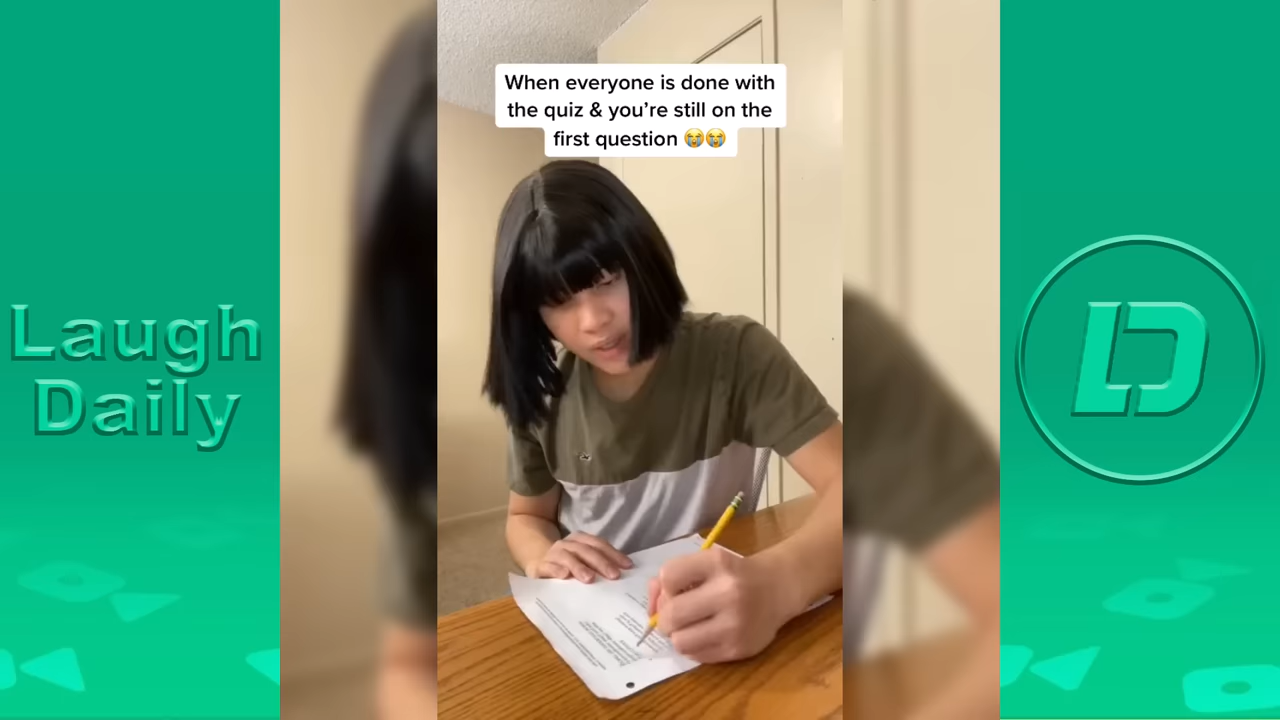 Laugh
Daily
When everyone is done with
the quiz & you're still on the
first question 😭😭
LD